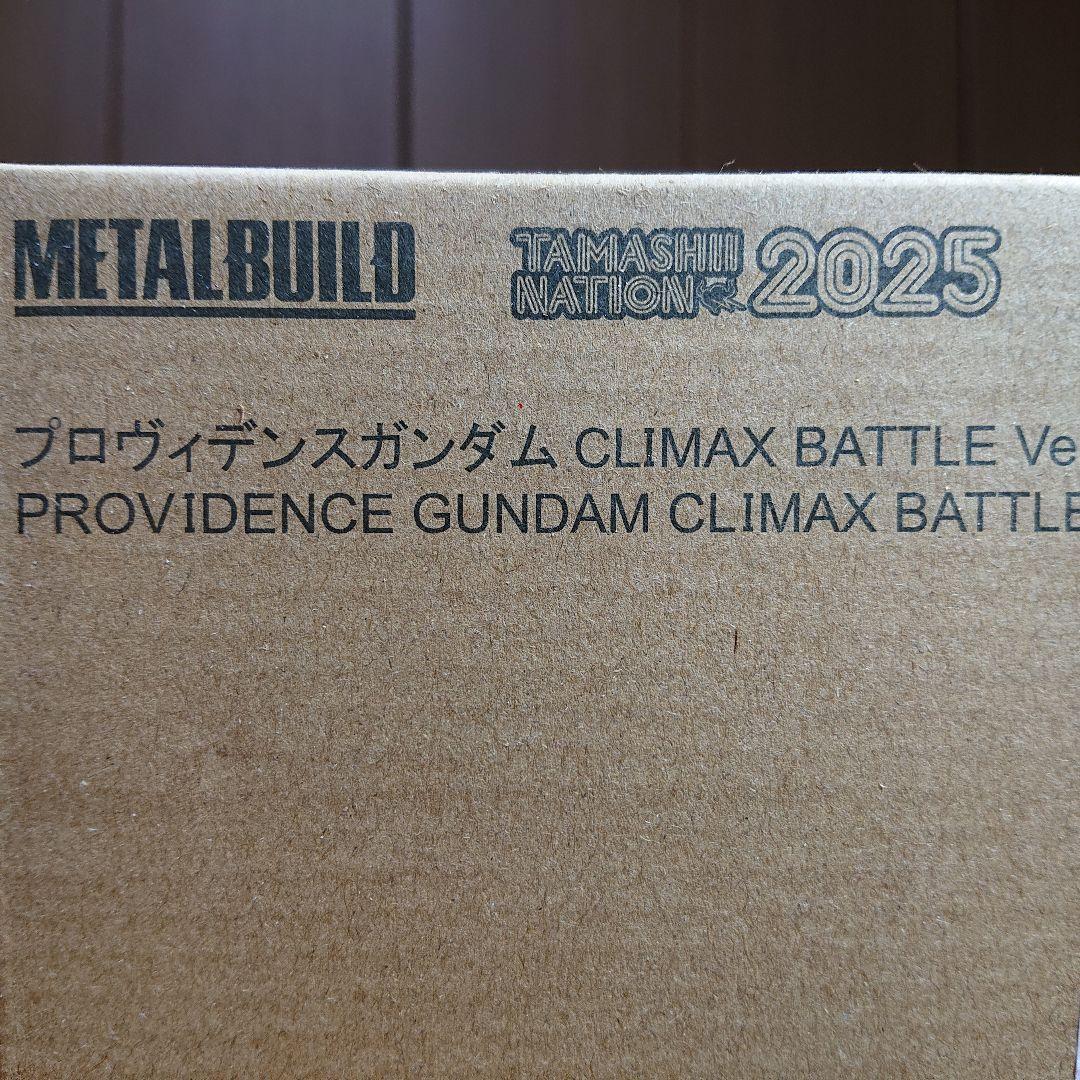 METALBUILD
TAMASHII
NATION 2025
プロヴィデンスガンダム CLIMAX BATTLE Ve
PROVIDENCE GUNDAM CLIMAX BATTLE